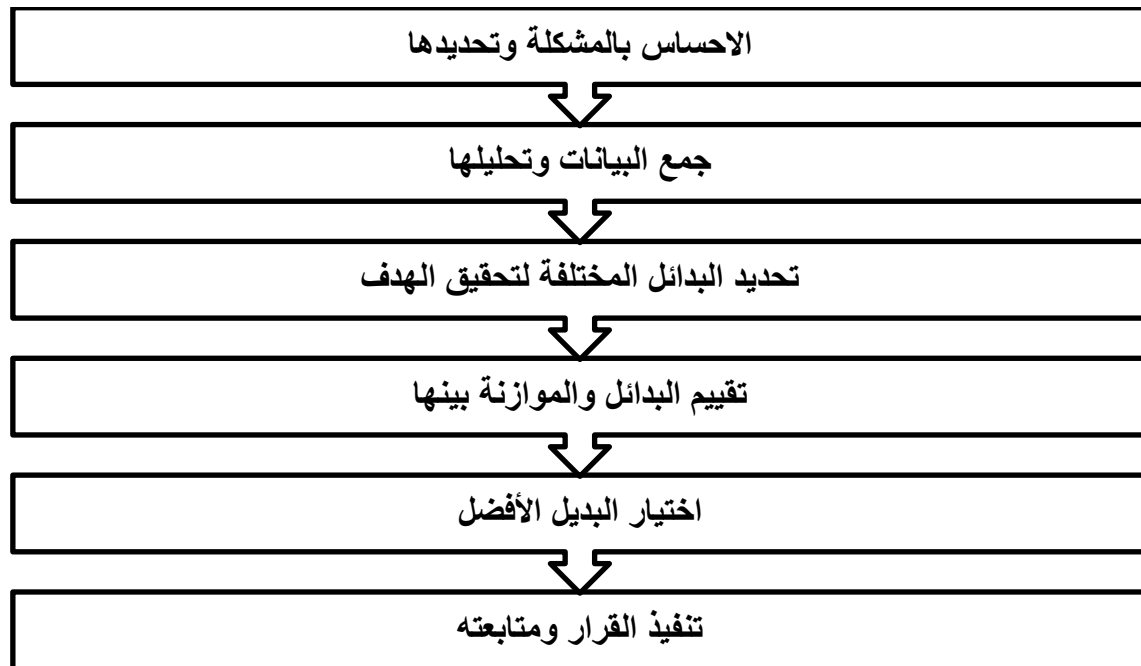 الاحساس بالمشكلة وتحديدها
جمع البيانات وتحليلها
تحديد البدائل المختلفة لتحقيق الهدف
تقييم البدائل والموازنة بينها
اختيار البديل الأفضل
تنفيذ القرار ومتابعته